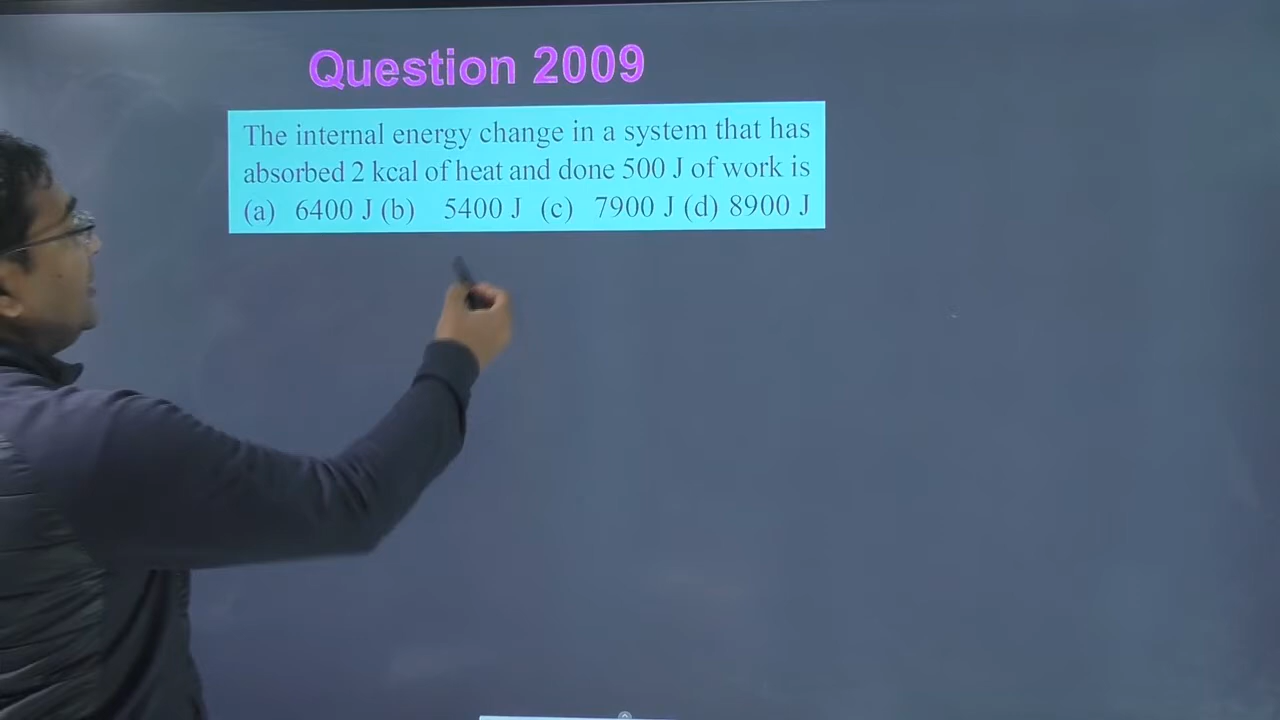 Question 2009
The internal energy change in a system that has
absorbed 2 kcal of heat and done 500 J of work is
(a) 6400 J (b) 5400 J (c) 7900 J (d) 8900 J